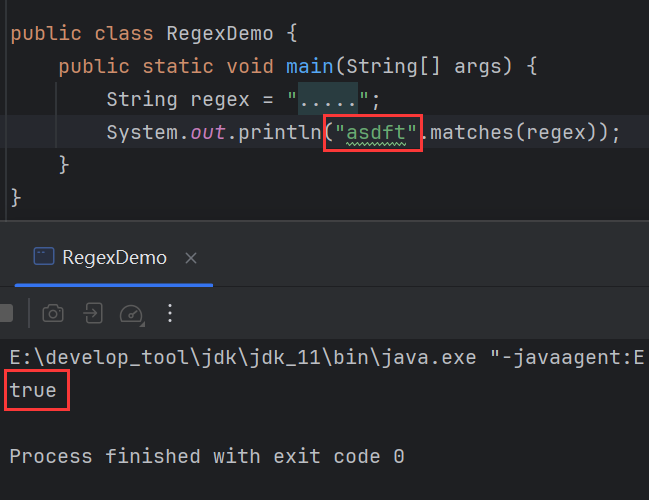 public class RegexDemo {
public static void main(String[] args) {
String regex = ".....";
System.out.println("asdft".matches(regex));
}
}
RegexDemo ×
E:\develop_tool\jdk\jdk_11\bin\java.exe "-javaagent:E
true
Process finished with exit code 0